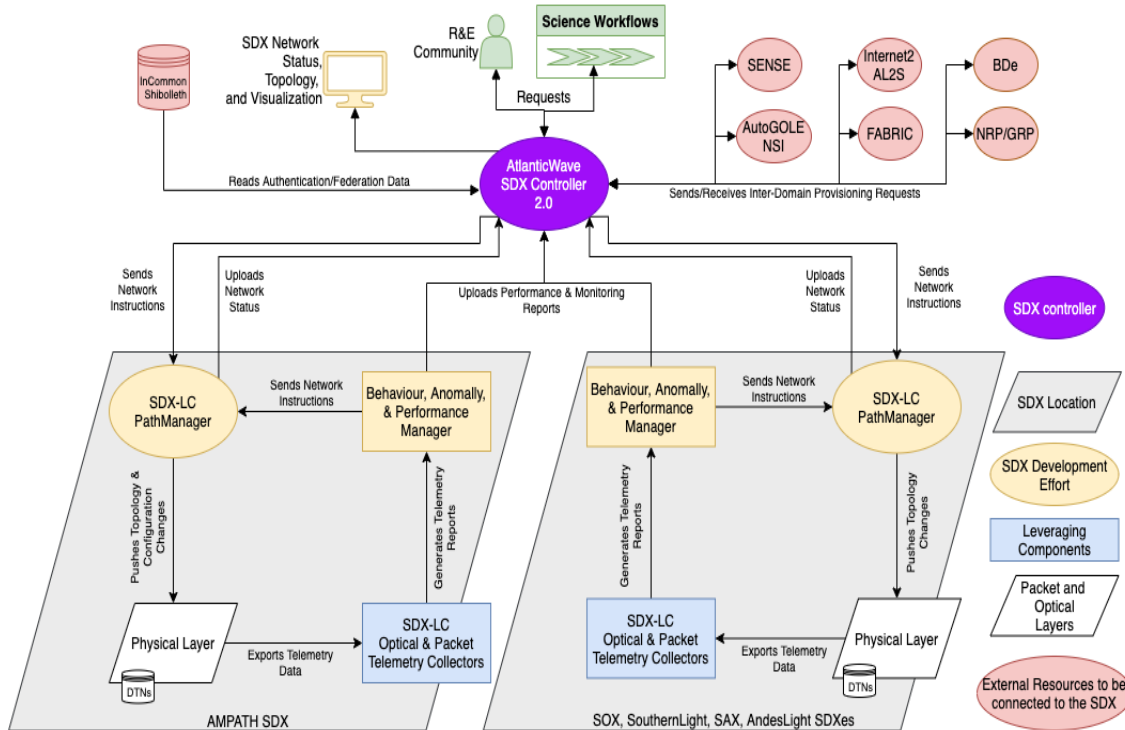 SDX Network
Status,
Topology,
and Visualization
R&E
Community
Science Workflows
InCommon
Shibolleth
SENSE
Internet2
AL2S
BDe
AutoGOLE
NSI
FABRIC
NRP/GRP
Requests
AtlanticWave
SDX Controller
2.0
Reads Authentication/Federation Data
Sends/Receives Inter-Domain Provisioning Requests
Sends
Network
Instructions
Uploads
Network
Status
Uploads Performance & Monitoring
Reports
Uploads
Network
Status
Sends
Network
Instructions
SDX-LC
PathManager
Sends Network
Instructions
Behaviour, Anomally,
& Performance
Manager
Behaviour, Anomally,
& Performance
Manager
Sends Network
Instructions
SDX-LC
PathManager
Pushes Topology &
Configuration
Changes
Generates Telemetry
Reports
Generates Telemetry
Reports
Pushes Topology
Changes
Physical Layer
DTNs
Exports Telemetry
Data
SDX-LC
Optical & Packet
Telemetry Collectors
SDX-LC
Optical & Packet
Telemetry Collectors
Exports Telemetry
Data
Physical Layer
DTNs
AMPATH SDX
SOX, SouthernLight, SAX, AndesLight SDXes
SDX controller
SDX Location
SDX Development
Effort
Leveraging
Components
Packet and
Optical
Layers
External Resources to be
connected to the SDX